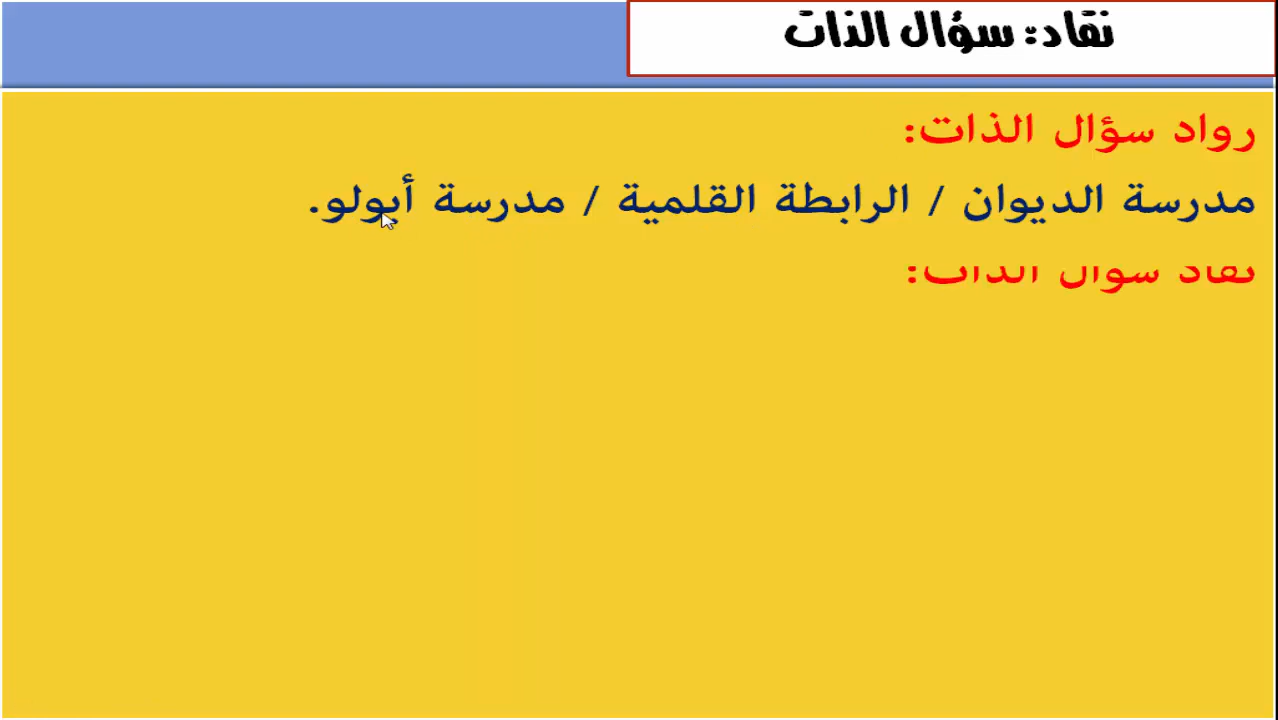 نقاد: سؤال الذات
رواد سؤال الذات:
مدرسة الديوان / الرابطة القلمية / مدرسة أبولو.
نقاد سؤال الذات: